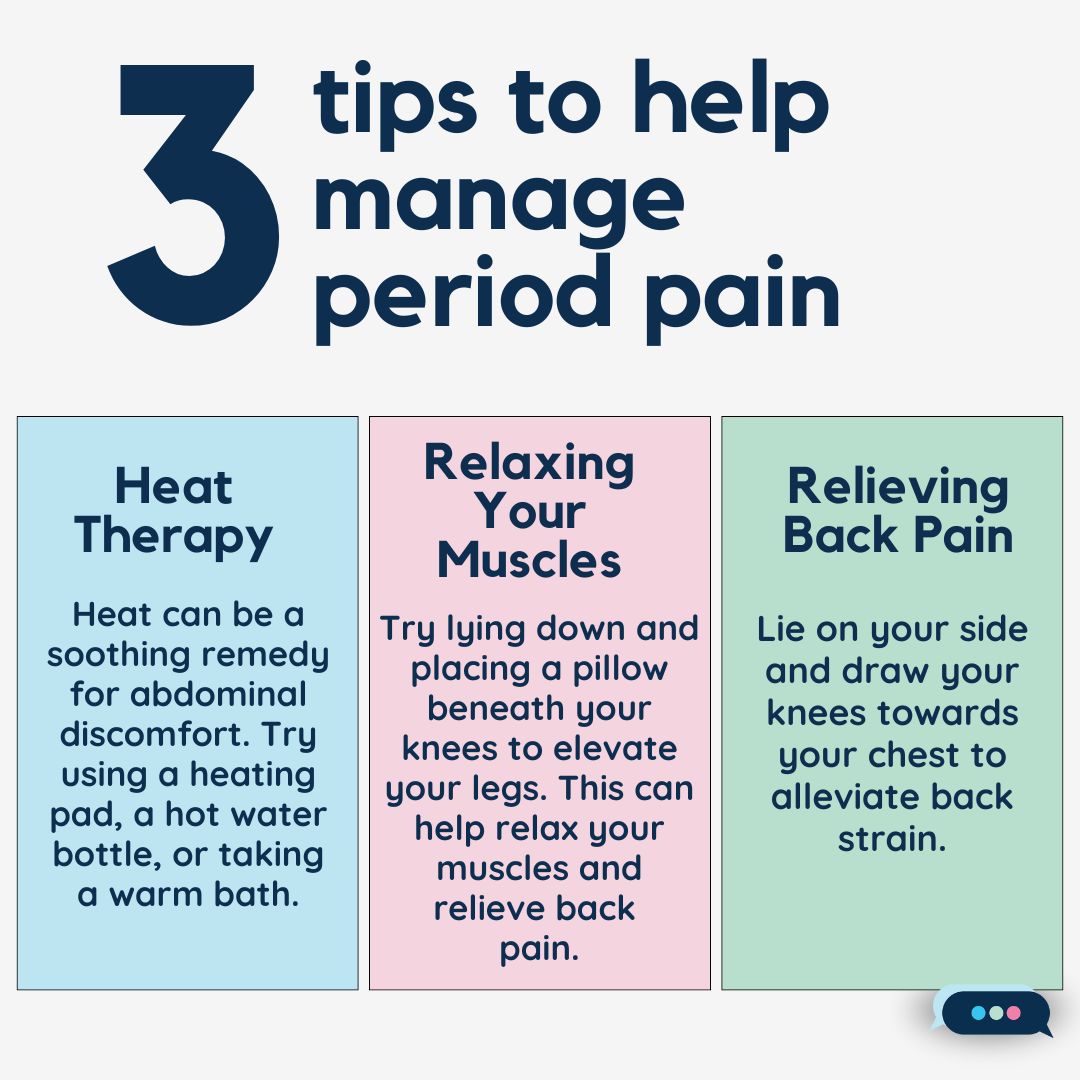 3 tips to help
manage
period pain
Heat
Therapy
Heat can be a
soothing remedy
for abdominal
discomfort. Try
using a heating
pad, a hot water
bottle, or taking
a warm bath.
Relaxing
Your
Muscles
Try lying down and
placing a pillow
beneath your
knees to elevate
your legs. This can
help relax your
muscles and
relieve back
pain.
Relieving
Back Pain
Lie on your side
and draw your
knees towards
your chest to
alleviate back
strain.